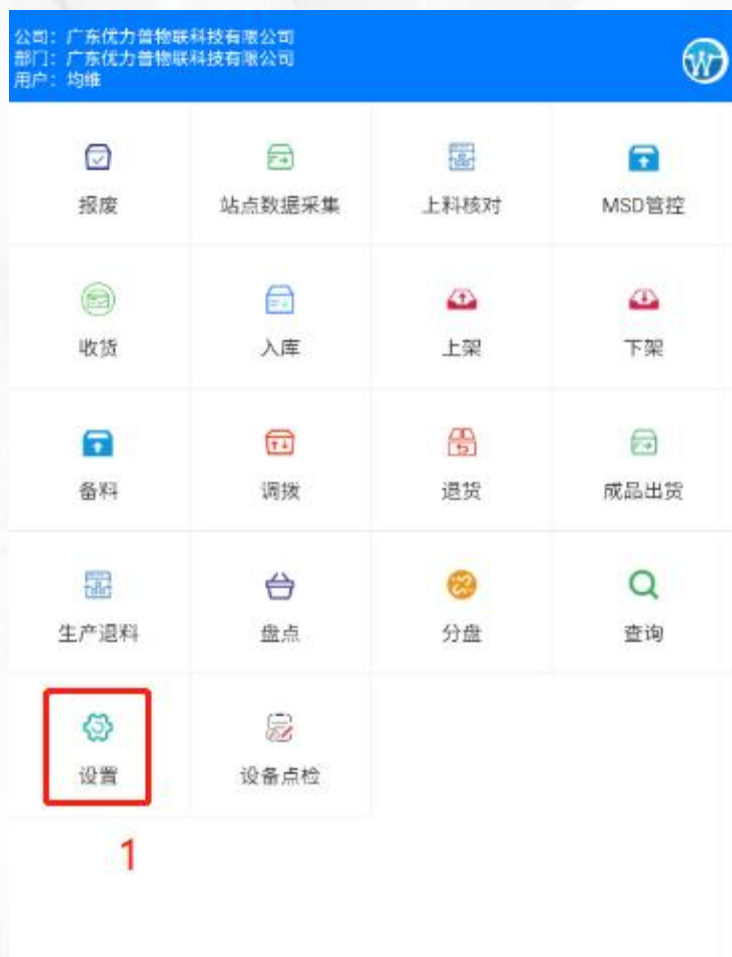 公司：广东优力普物联科技有限公司
部门：广东优力普物联科技有限公司
用户：均维
报废 站点数据采集 上料核对 MSD管控
收货 入库 上架 下架
备料 调拨 退货 成品出货
生产退料 盘点 分盘 查询
设置 设备点检
1